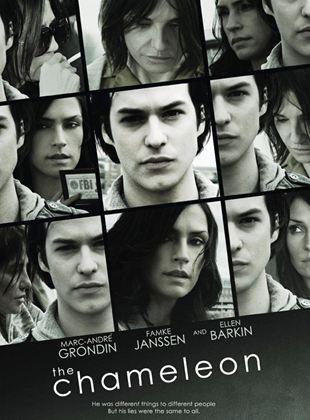 FBI
MARC-ANDRÉ GRONDIN
FAMKE JANSSEN
AND
ELLEN BARKIN
the
chameleon
He was different things to different people
But his lies were the same to all.